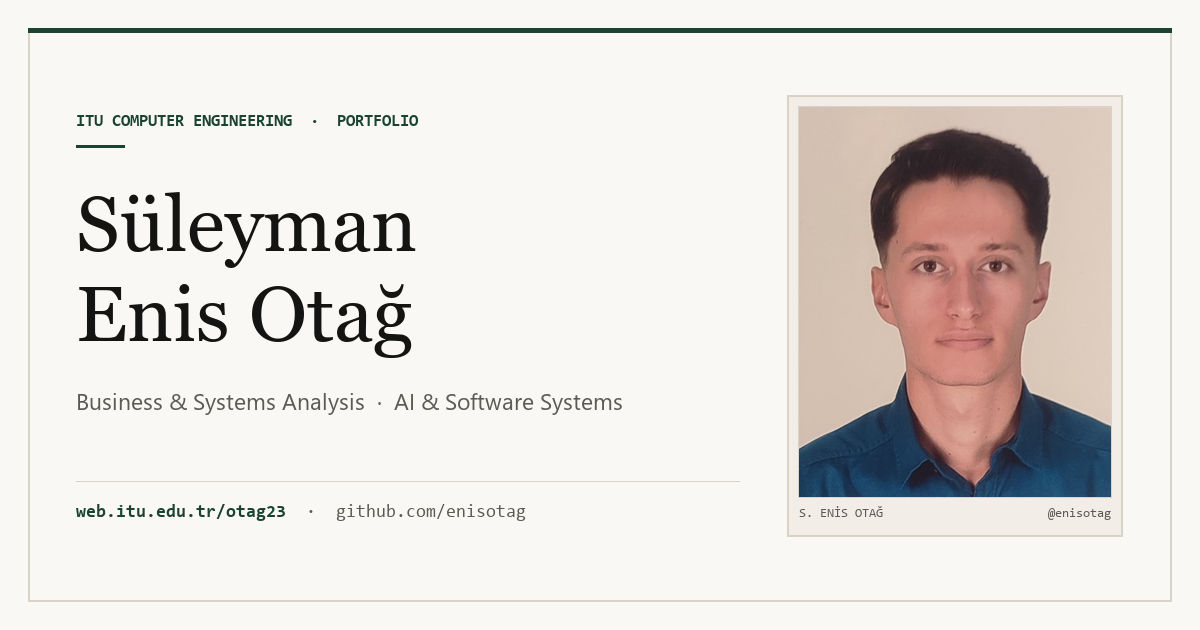 ITU COMPUTER ENGINEERING · PORTFOLIO
Süleyman
Enis Otağ
Business & Systems Analysis · AI & Software Systems
web.itu.edu.tr/otag23 · github.com/enisotag
S. ENİS OTAĞ
@enisotag